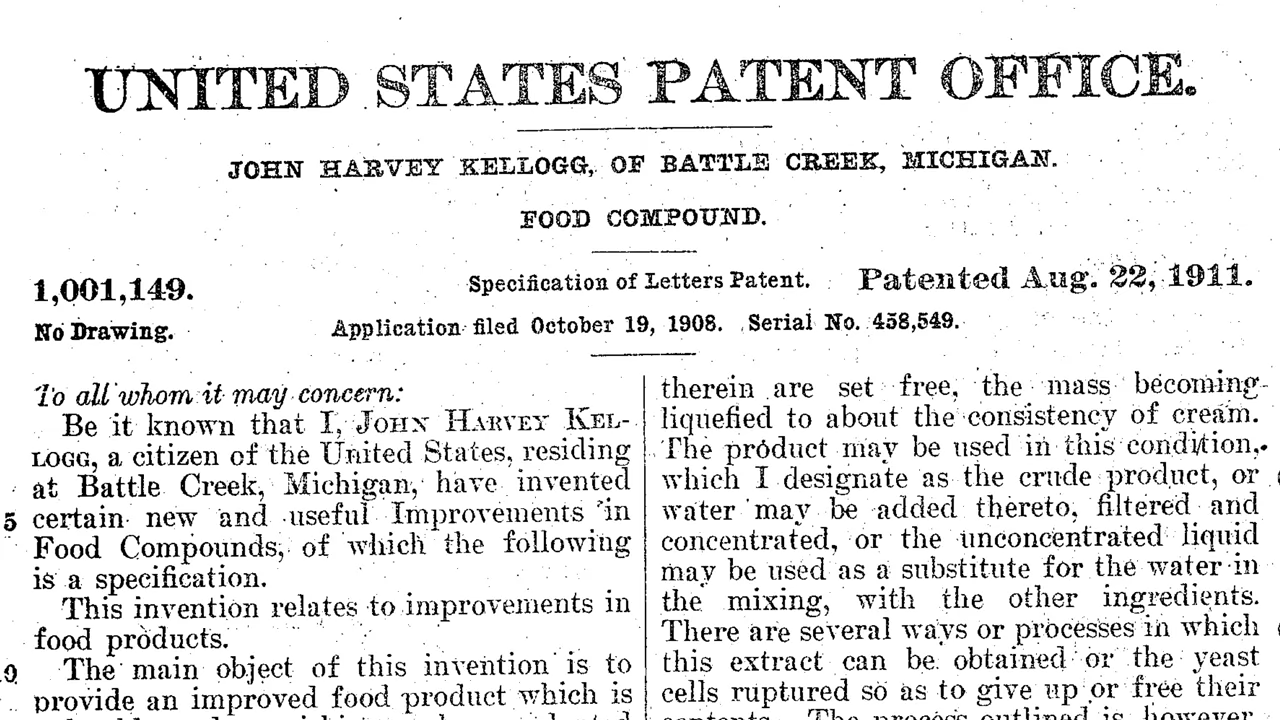 UNITED STATES PATENT OFFICE.
JOHN HARVEY KELLOGG, OF BATTLE CREEK, MICHIGAN.
FOOD COMPOUND.
1,001,149.
Specification of Letters Patent.
Patented Aug. 22, 1911.
No Drawing.
Application filed October 19, 1908. Serial No. 458,549.
To all whom it may concern:
Be it known that I, JOHN HARVEY KEL-
LOGG, a citizen of the United States, residing
at Battle Creek, Michigan, have invented
5 certain new and useful Improvements in
Food Compounds, of which the following
is a specification.
This invention relates to improvements in
food products.
The main object of this invention is to
provide an improved food product which is
therein are set free, the mass becoming
liquefied to about the consistency of cream.
The product may be used in this condition,
which I designate as the crude product, or
water may be added thereto, filtered and
concentrated, or the unconcentrated liquid
may be used as a substitute for the water in
the mixing, with the other ingredients.
There are several ways or processes in which
this extract can be obtained or the yeast
cells ruptured so as to give up or free their
contents. The process outlined is, however,